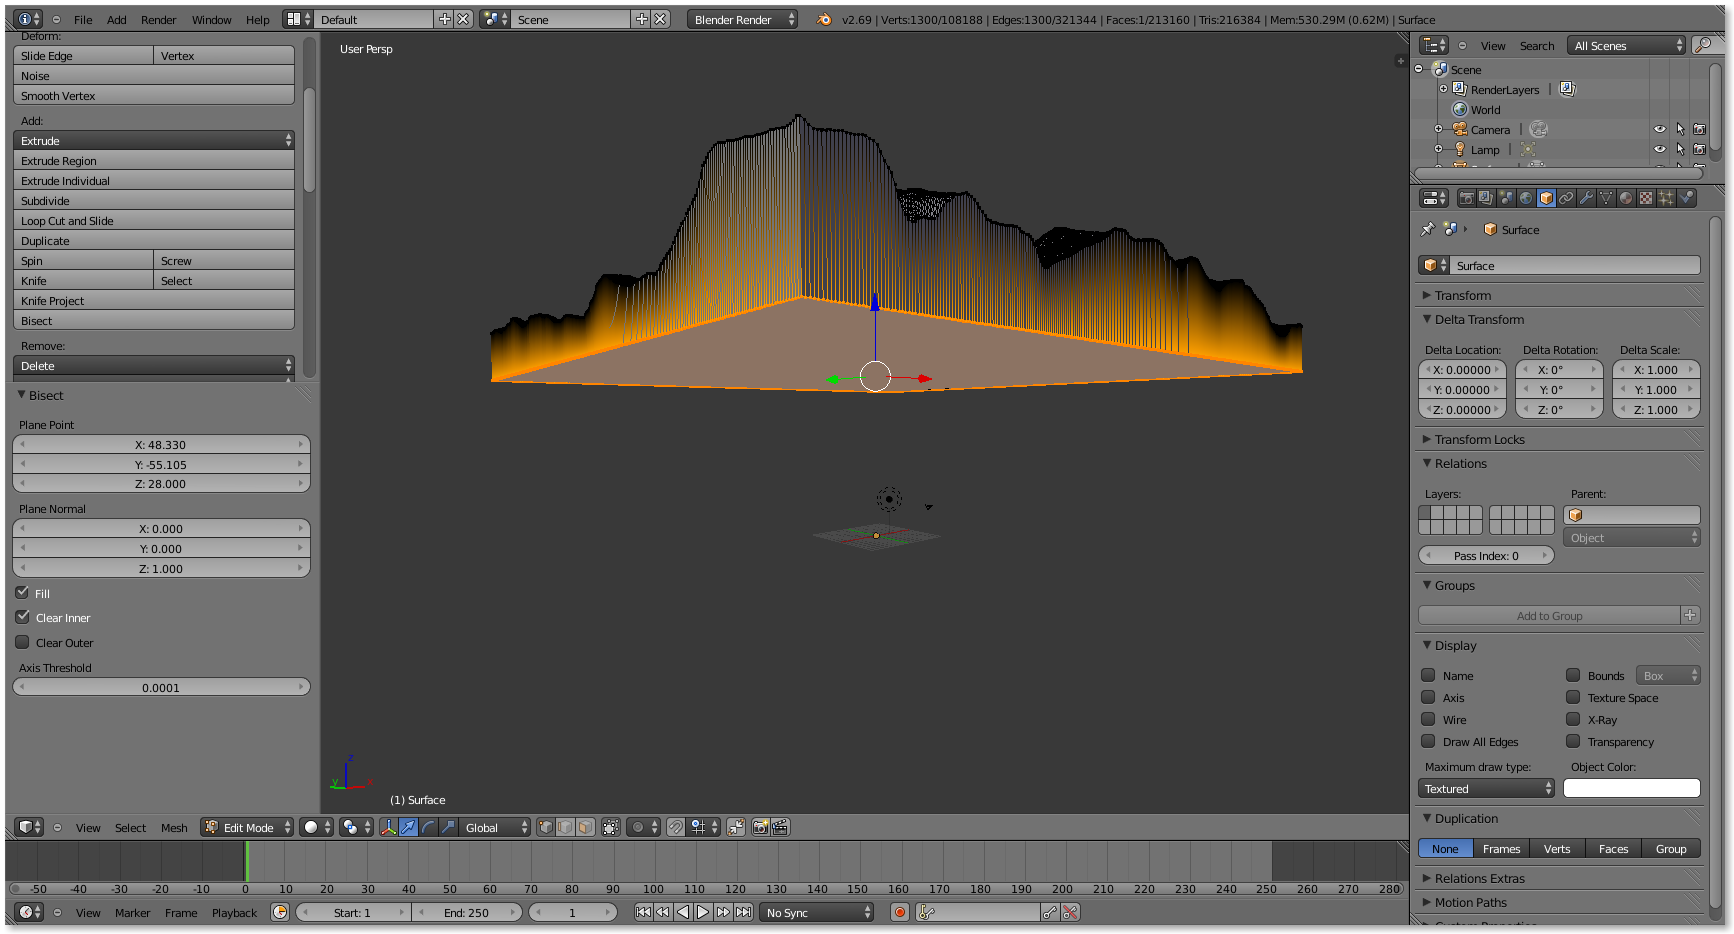 File Add Render Window Help Default Scene Blender Render v2.69 | Verts:1300/108188 | Edges:1300/321344 | Faces:1/213160 | Tris:216384 | Mem:530.29M (0.62M) | Surface
Deform:
Slide Edge Vertex
Noise
Smooth Vertex
Add:
Extrude
Extrude Region
Extrude Individual
Subdivide
Loop Cut and Slide
Duplicate
Spin Screw
Knife Select
Knife Project
Bisect
Remove:
Delete
Bisect
Plane Point
X: 48.330
Y: -55.105
Z: 28.000
Plane Normal
X: 0.000
Y: 0.000
Z: 1.000
Fill
Clear Inner
Clear Outer
Axis Threshold
0.0001
User Persp
z
y
x
(1) Surface
View Select Mesh Edit Mode Global
-50 -40 -30 -20 -10 0 10 20 30 40 50 60 70 80 90 100 110 120 130 140 150 160 170 180 190 200 210 220 230 240 250 260 270 280
View Marker Frame Playback Start: 1 End: 250 1 No Sync
View Search All Scenes
Scene
RenderLayers |
World
Camera |
Lamp |
Surface
Surface
Transform
Delta Transform
Delta Location: Delta Rotation: Delta Scale:
X: 0.00000 X: 0° X: 1.000
Y: 0.00000 Y: 0° Y: 1.000
Z: 0.00000 Z: 0° Z: 1.000
Transform Locks
Relations
Layers: Parent:
Object
Pass Index: 0
Groups
Add to Group
Display
Name Bounds Box
Axis Texture Space
Wire X-Ray
Draw All Edges Transparency
Maximum draw type: Object Color:
Textured
Duplication
None Frames Verts Faces Group
Relations Extras
Motion Paths